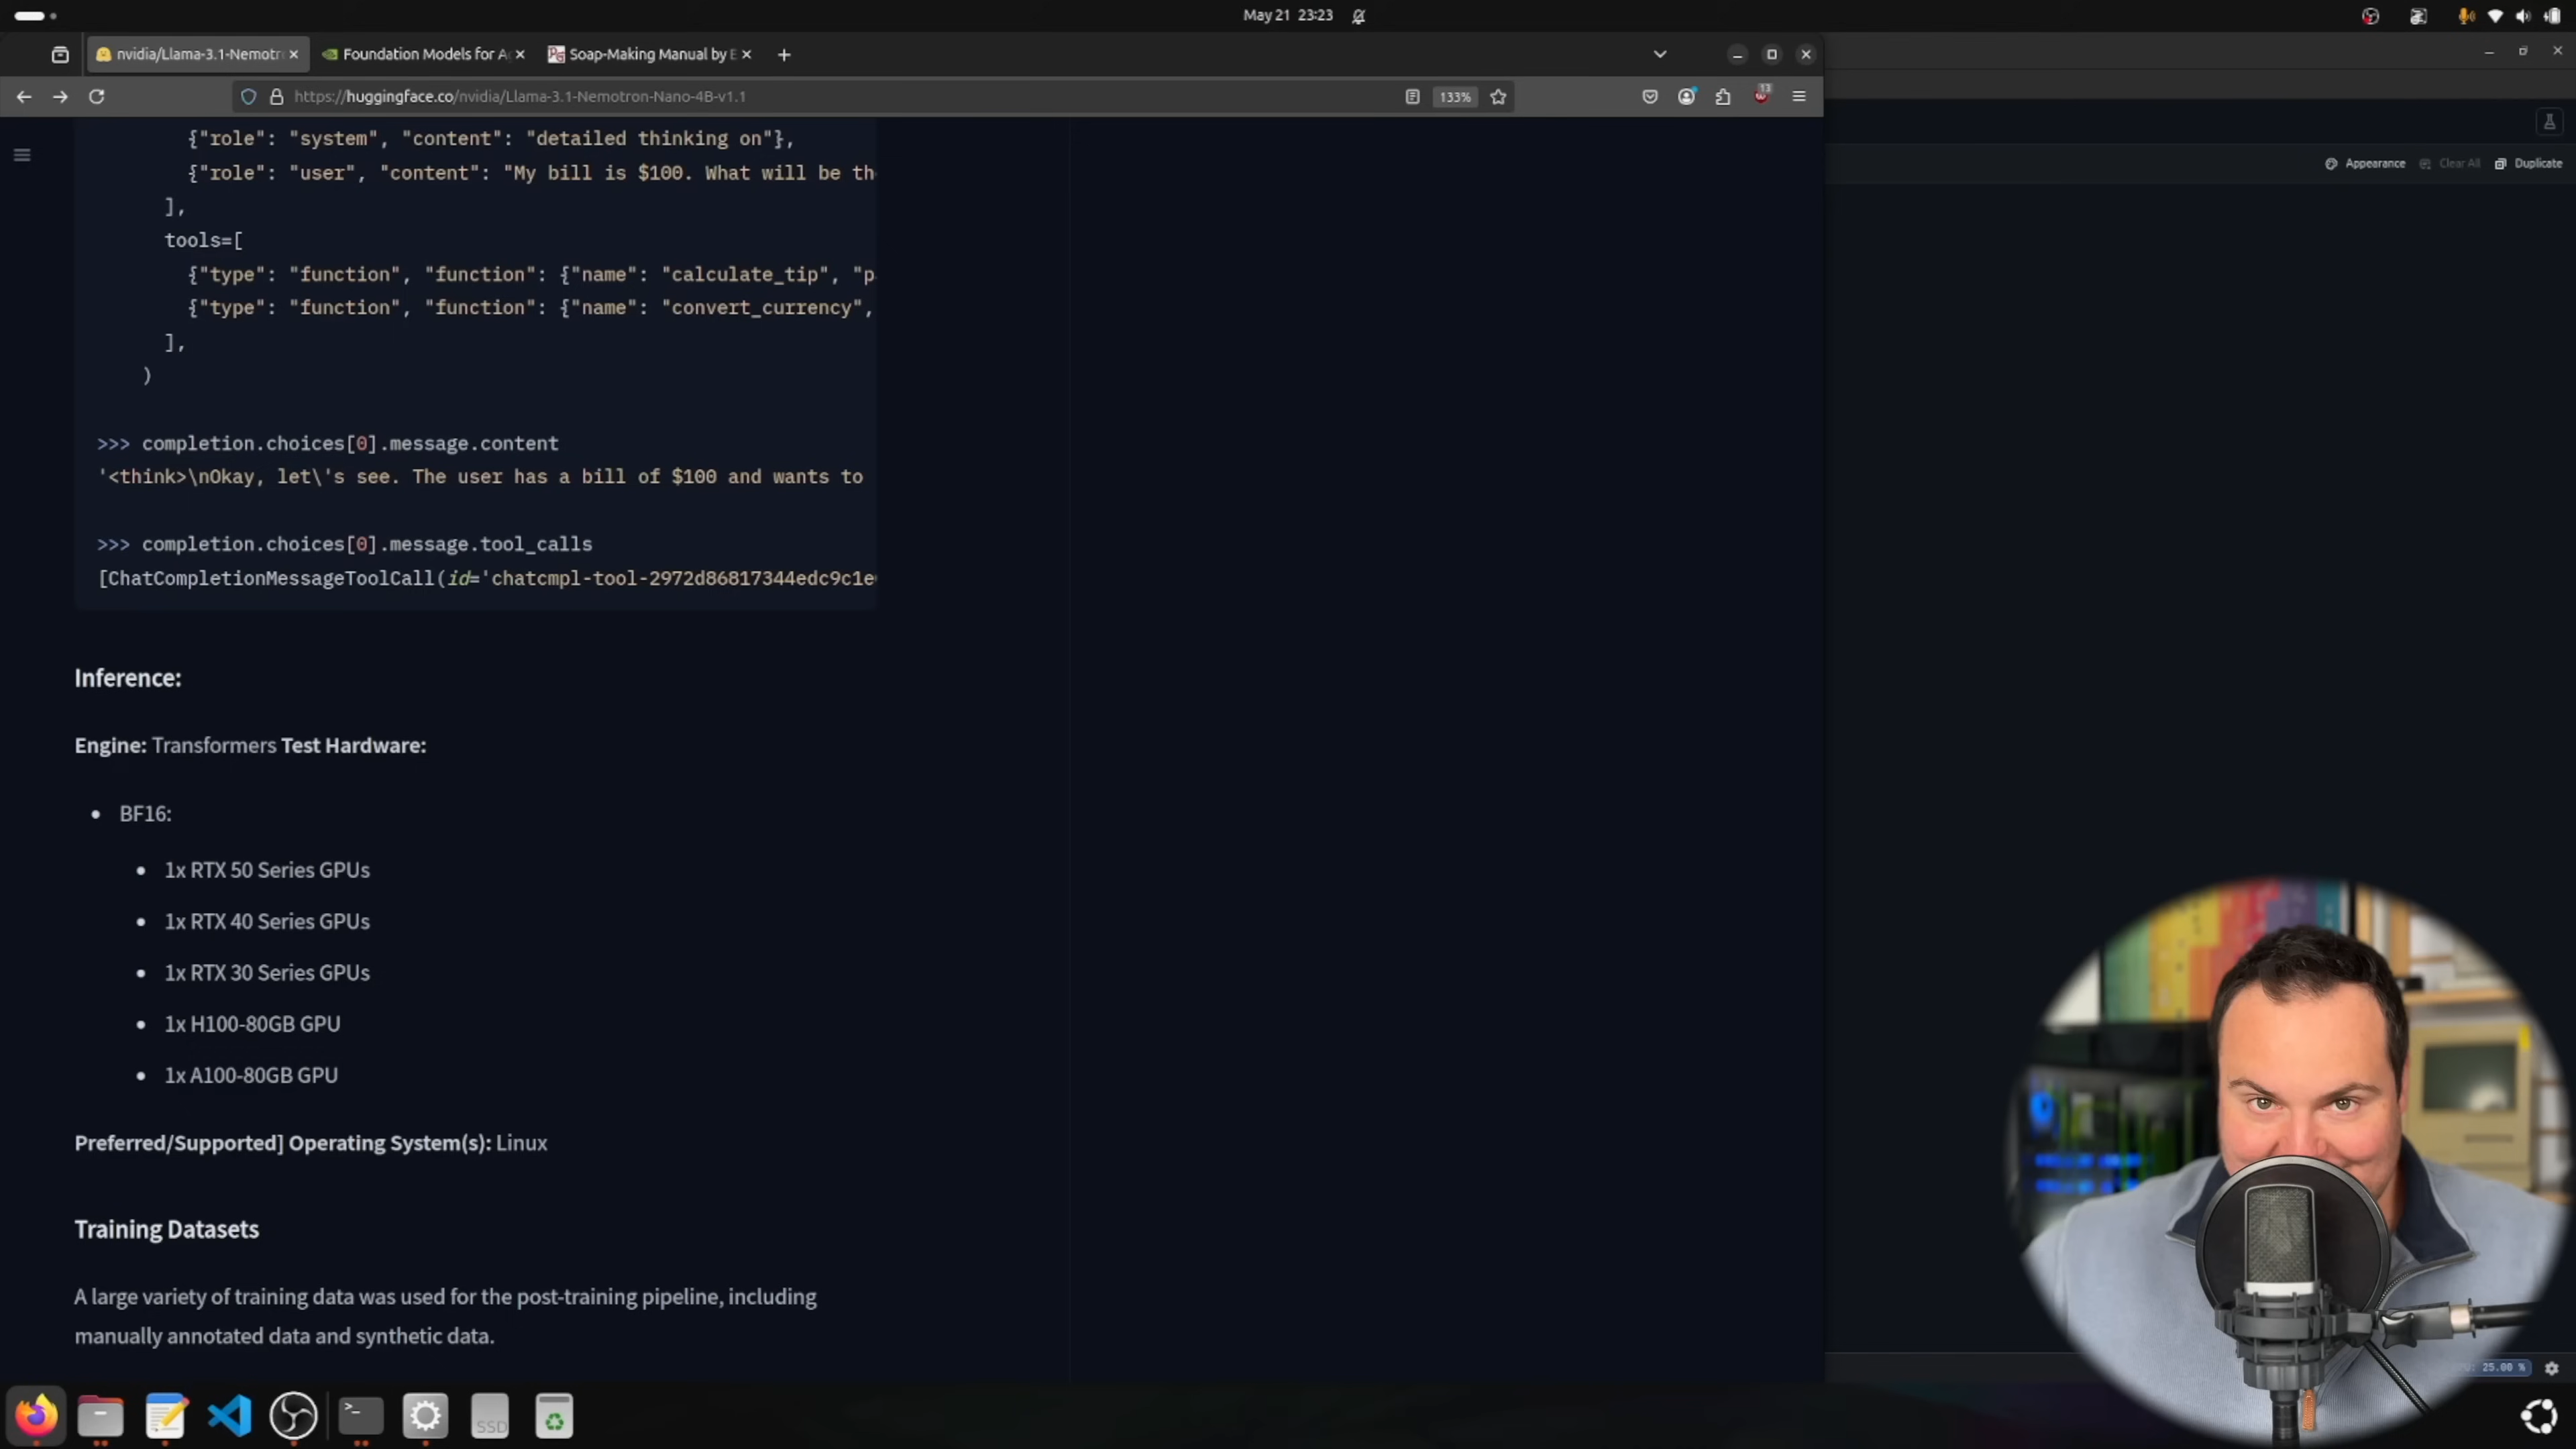 May 21 23:23
nvidia/Llama-3.1-Nemotr
Foundation Models for A
Soap-Making Manual by E
https://huggingface.co/nvidia/Llama-3.1-Nemotron-Nano-4B-v1.1
133%
13
Appearance
Clear All
Duplicate
{"role": "system", "content": "detailed thinking on"},
{"role": "user", "content": "My bill is $100. What will be th
],
tools=[
{"type": "function", "function": {"name": "calculate_tip", "p
{"type": "function", "function": {"name": "convert_currency",
],
)
>>> completion.choices[0].message.content
'<think>\nOkay, let\'s see. The user has a bill of $100 and wants to
>>> completion.choices[0].message.tool_calls
[ChatCompletionMessageToolCall(id='chatcmpl-tool-2972d86817344edc9c1e
Inference:
Engine: Transformers Test Hardware:
• BF16:
• 1x RTX 50 Series GPUs
• 1x RTX 40 Series GPUs
• 1x RTX 30 Series GPUs
• 1x H100-80GB GPU
• 1x A100-80GB GPU
Preferred/Supported] Operating System(s): Linux
Training Datasets
A large variety of training data was used for the post-training pipeline, including
manually annotated data and synthetic data.
25.00 %
SSD